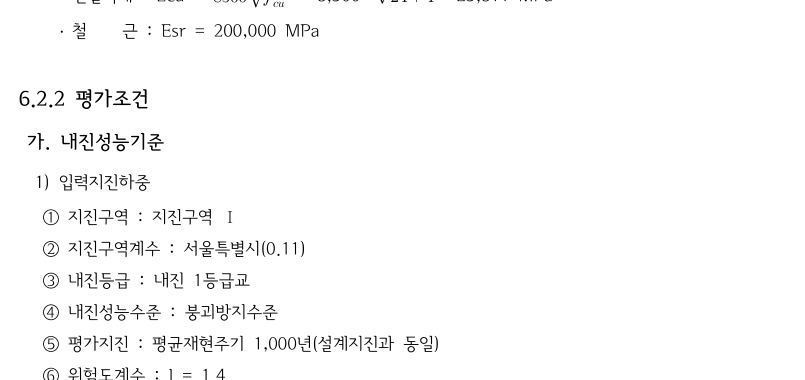 · 철 근 : Esr = 200,000 MPa
6.2.2 평가조건
가. 내진성능기준
1) 입력지진하중
① 지진구역 : 지진구역 I
② 지진구역계수 : 서울특별시(0.11)
③ 내진등급 : 내진 1등급교
④ 내진성능수준 : 붕괴방지수준
⑤ 평가지진 : 평균재현주기 1,000년(설계지진과 동일)
⑥ 위험도계수 : I = 1.4